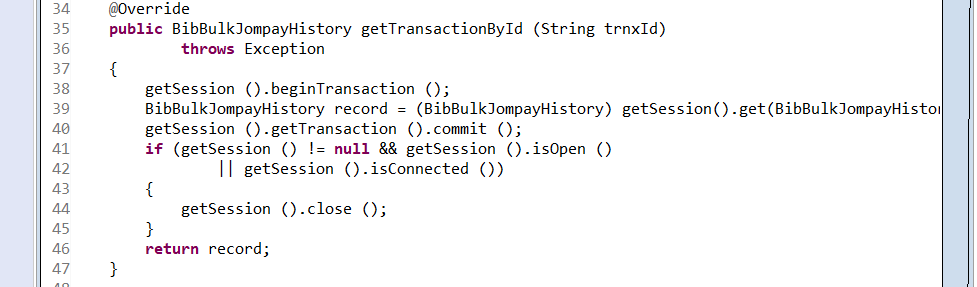 34 @Override
35 public BibBulkJompayHistory getTransactionById (String trnxId)
36 throws Exception
37 {
38 getSession ().beginTransaction ();
39 BibBulkJompayHistory record = (BibBulkJompayHistory) getSession().get(BibBulkJompayHisto
40 getSession ().getTransaction ().commit ();
41 if (getSession () != null && getSession ().isOpen ()
42 || getSession ().isConnected ())
43 {
44 getSession ().close ();
45 }
46 return record;
47 }